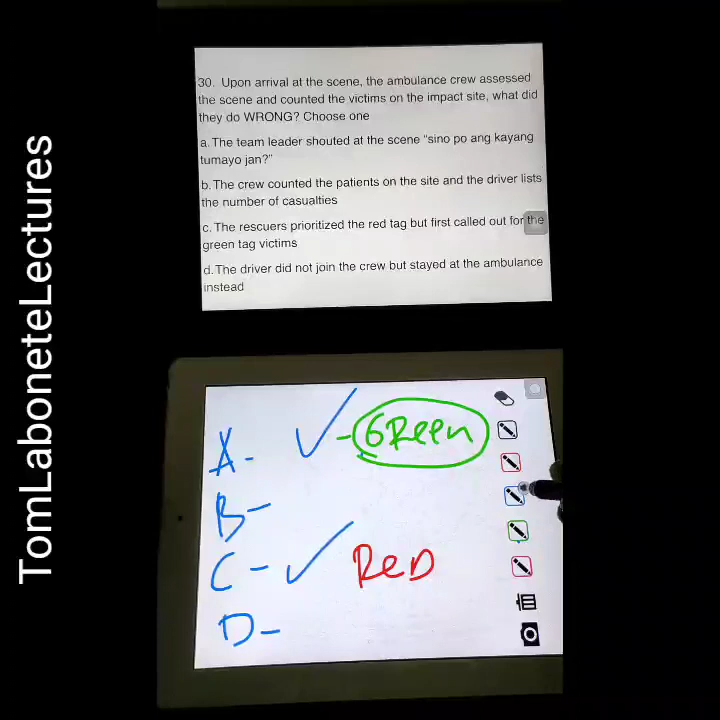 TomLaboneteLectures
30. Upon arrival at the scene, the ambulance crew assessed
the scene and counted the victims on the impact site, what did
they do WRONG? Choose one
a. The team leader shouted at the scene "sino po ang kayang
tumayo jan?"
b. The crew counted the patients on the site and the driver lists
the number of casualties
c. The rescuers prioritized the red tag but first called out for the
green tag victims
d. The driver did not join the crew but stayed at the ambulance
instead
A- ✓ - GReen
B-
C- ✓ ReD
D-